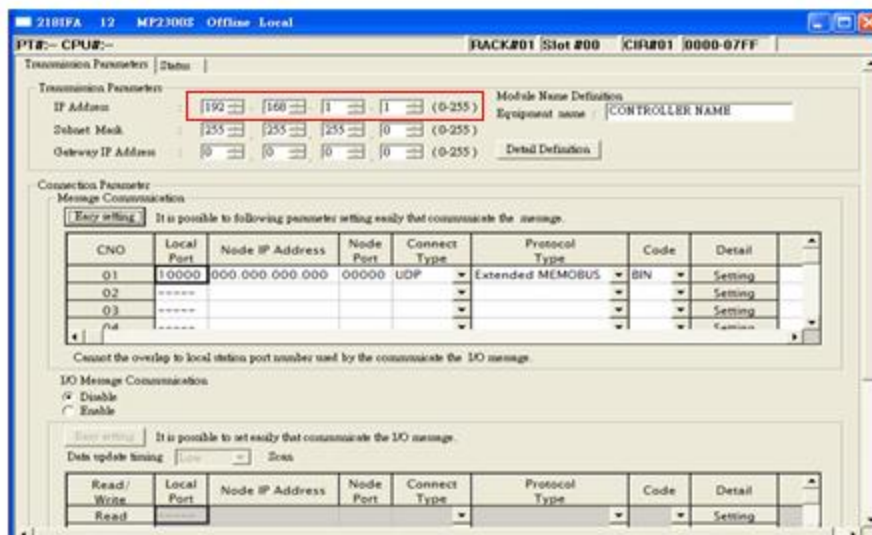 218IFA 12 MP2300S Offline Local
PT#:- CPU#:- RACK#01 Slot #00 CIR#01 0000-07FF
Transmission Parameters Status
Transmission Parameters
IP Address : 192 . 168 . 1 . 1 (0-255)
Module Name Definition
Equipment name : CONTROLLER NAME
Subnet Mask : 255 . 255 . 255 . 0 (0-255)
Gateway IP Address : 0 . 0 . 0 . 0 (0-255)
Detail Definition
Connection Parameter
Message Communication
Easy setting It is possible to following parameter setting easily that communicate the message.
CNO Local Port Node IP Address Node Port Connect Type Protocol Type Code Detail
01 10000 000.000.000.000 00000 UDP Extended MEMOBUS BIN Setting
02 ----- Setting
03 ----- Setting
04 ----- Setting
Cannot the overlap to local station port number used by the communicate the I/O message.
I/O Message Communication
Disable
Enable
Easy setting It is possible to set easily that communicate the I/O message.
Data update timing Low Scan
Read/Write Local Port Node IP Address Node Port Connect Type Protocol Type Code Detail
Read ----- Setting